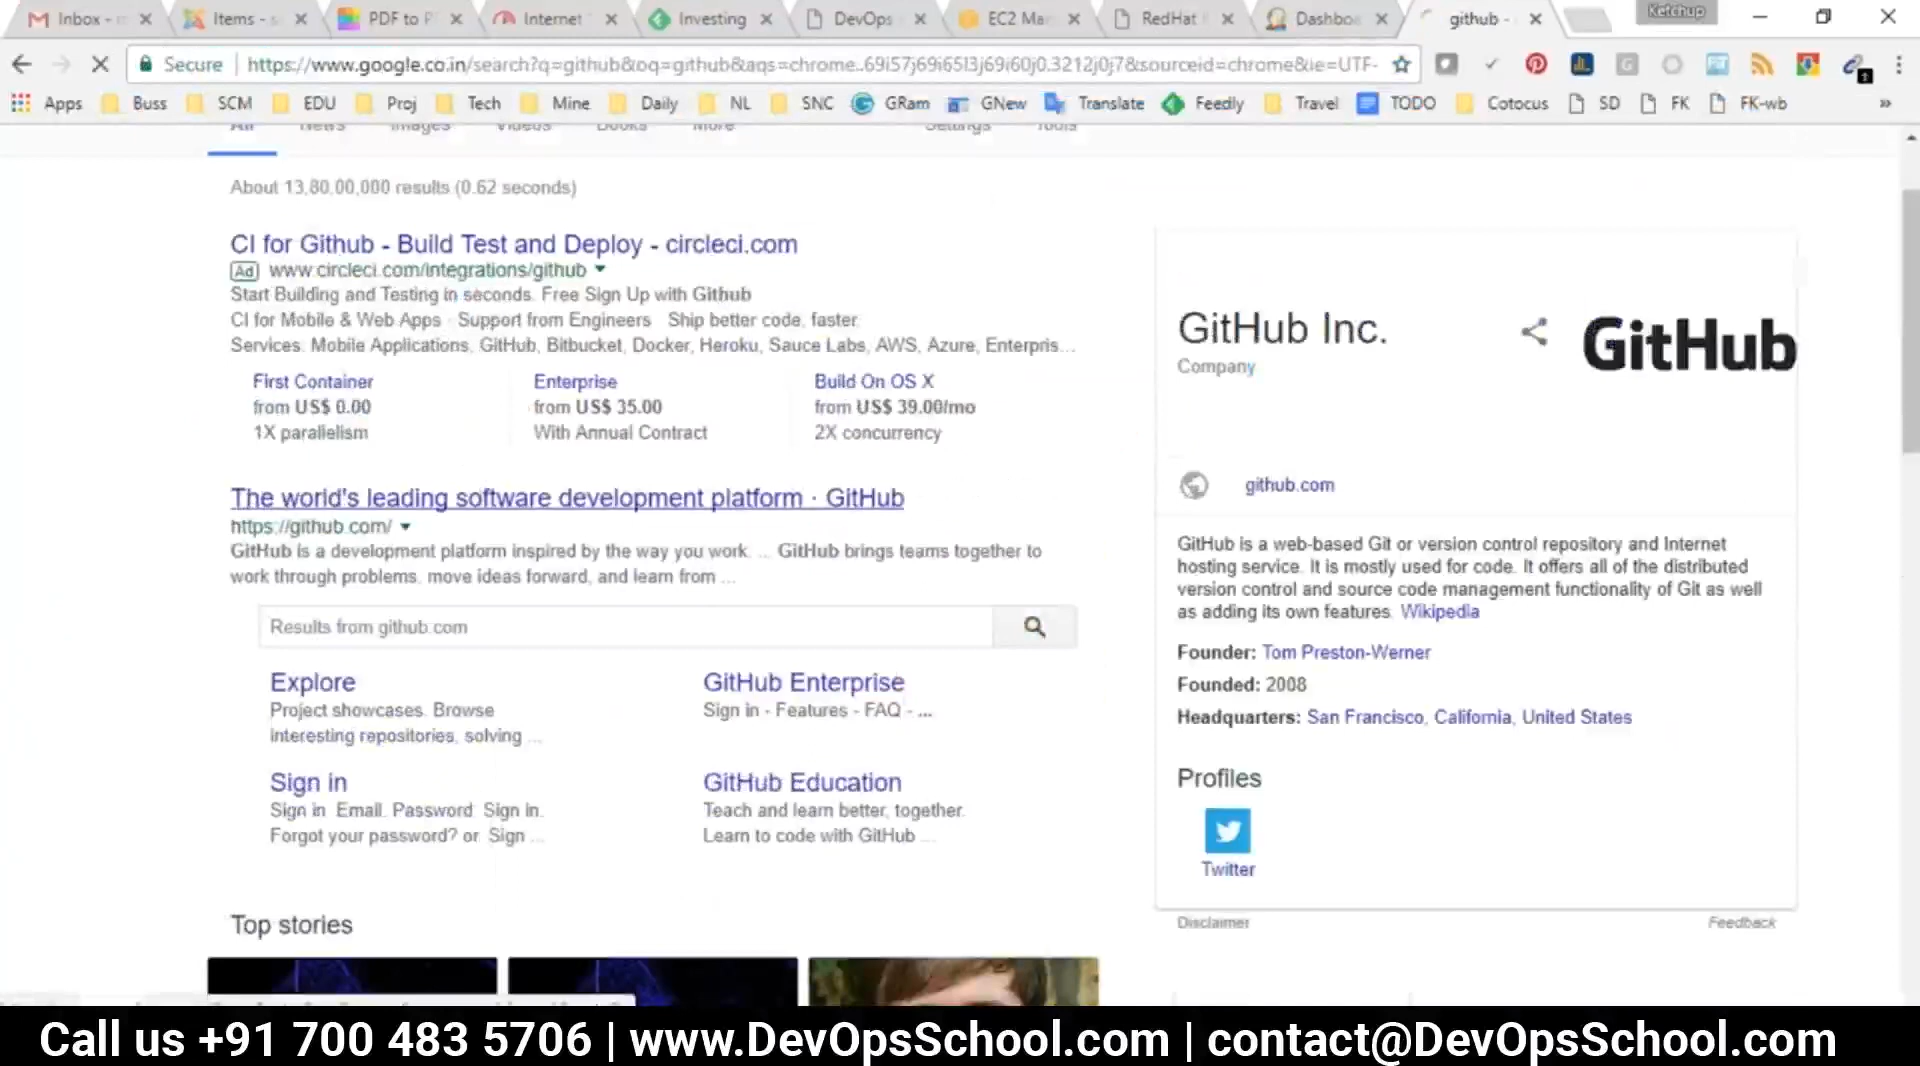 Inbox -
Items - s
PDF to P
Internet
Investing
DevOps
EC2 Ma
RedHat
Dashbo
github -
Ketchup
Secure
https://www.google.co.in/search?q=github&oq=github&aqs=chrome..69i57j69i65l3j69i60j0.3212j0j7&sourceid=chrome&ie=UTF-
Apps Buss SCM EDU Proj Tech Mine Daily NL SNC GRam GNew Translate Feedly Travel TODO Cotocus SD FK FK-wb »
All News Images Videos Books More Settings Tools
About 13,80,00,000 results (0.62 seconds)
CI for Github - Build Test and Deploy - circleci.com
Ad www.circleci.com/integrations/github
Start Building and Testing in seconds. Free Sign Up with Github
CI for Mobile & Web Apps · Support from Engineers · Ship better code, faster.
Services: Mobile Applications, GitHub, Bitbucket, Docker, Heroku, Sauce Labs, AWS, Azure, Enterpris...
First Container
from US$ 0.00
1X parallelism
Enterprise
from US$ 35.00
With Annual Contract
Build On OS X
from US$ 39.00/mo
2X concurrency
The world's leading software development platform · GitHub
https://github.com/
GitHub is a development platform inspired by the way you work. ... GitHub brings teams together to
work through problems, move ideas forward, and learn from ...
Results from github.com
Explore
Project showcases. Browse
interesting repositories, solving ...
GitHub Enterprise
Sign in - Features - FAQ - ...
Sign in
Sign in. Email. Password. Sign in.
Forgot your password? or. Sign ...
GitHub Education
Teach and learn better, together.
Learn to code with GitHub ...
Top stories
GitHub Inc.
Company
GitHub
github.com
GitHub is a web-based Git or version control repository and Internet
hosting service. It is mostly used for code. It offers all of the distributed
version control and source code management functionality of Git as well
as adding its own features. Wikipedia
Founder: Tom Preston-Werner
Founded: 2008
Headquarters: San Francisco, California, United States
Profiles
Twitter
Disclaimer
Feedback
Call us +91 700 483 5706 | www.DevOpsSchool.com | contact@DevOpsSchool.com